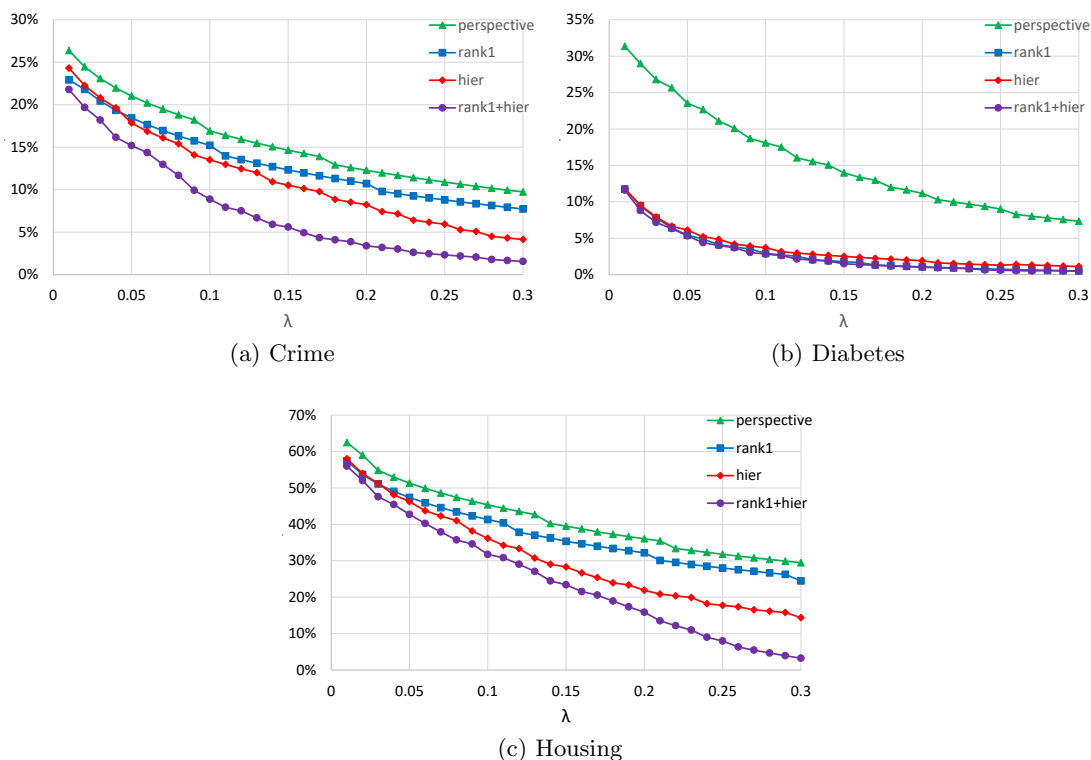 30%
25%
20%
15%
10%
5%
0%
0 0.05 0.1 0.15 0.2 0.25 0.3
λ
perspective
rank1
hier
rank1+hier
(a) Crime
35%
30%
25%
20%
15%
10%
5%
0%
0 0.05 0.1 0.15 0.2 0.25 0.3
λ
perspective
rank1
hier
rank1+hier
(b) Diabetes
70%
60%
50%
40%
30%
20%
10%
0%
0 0.05 0.1 0.15 0.2 0.25 0.3
λ
perspective
rank1
hier
rank1+hier
(c) Housing